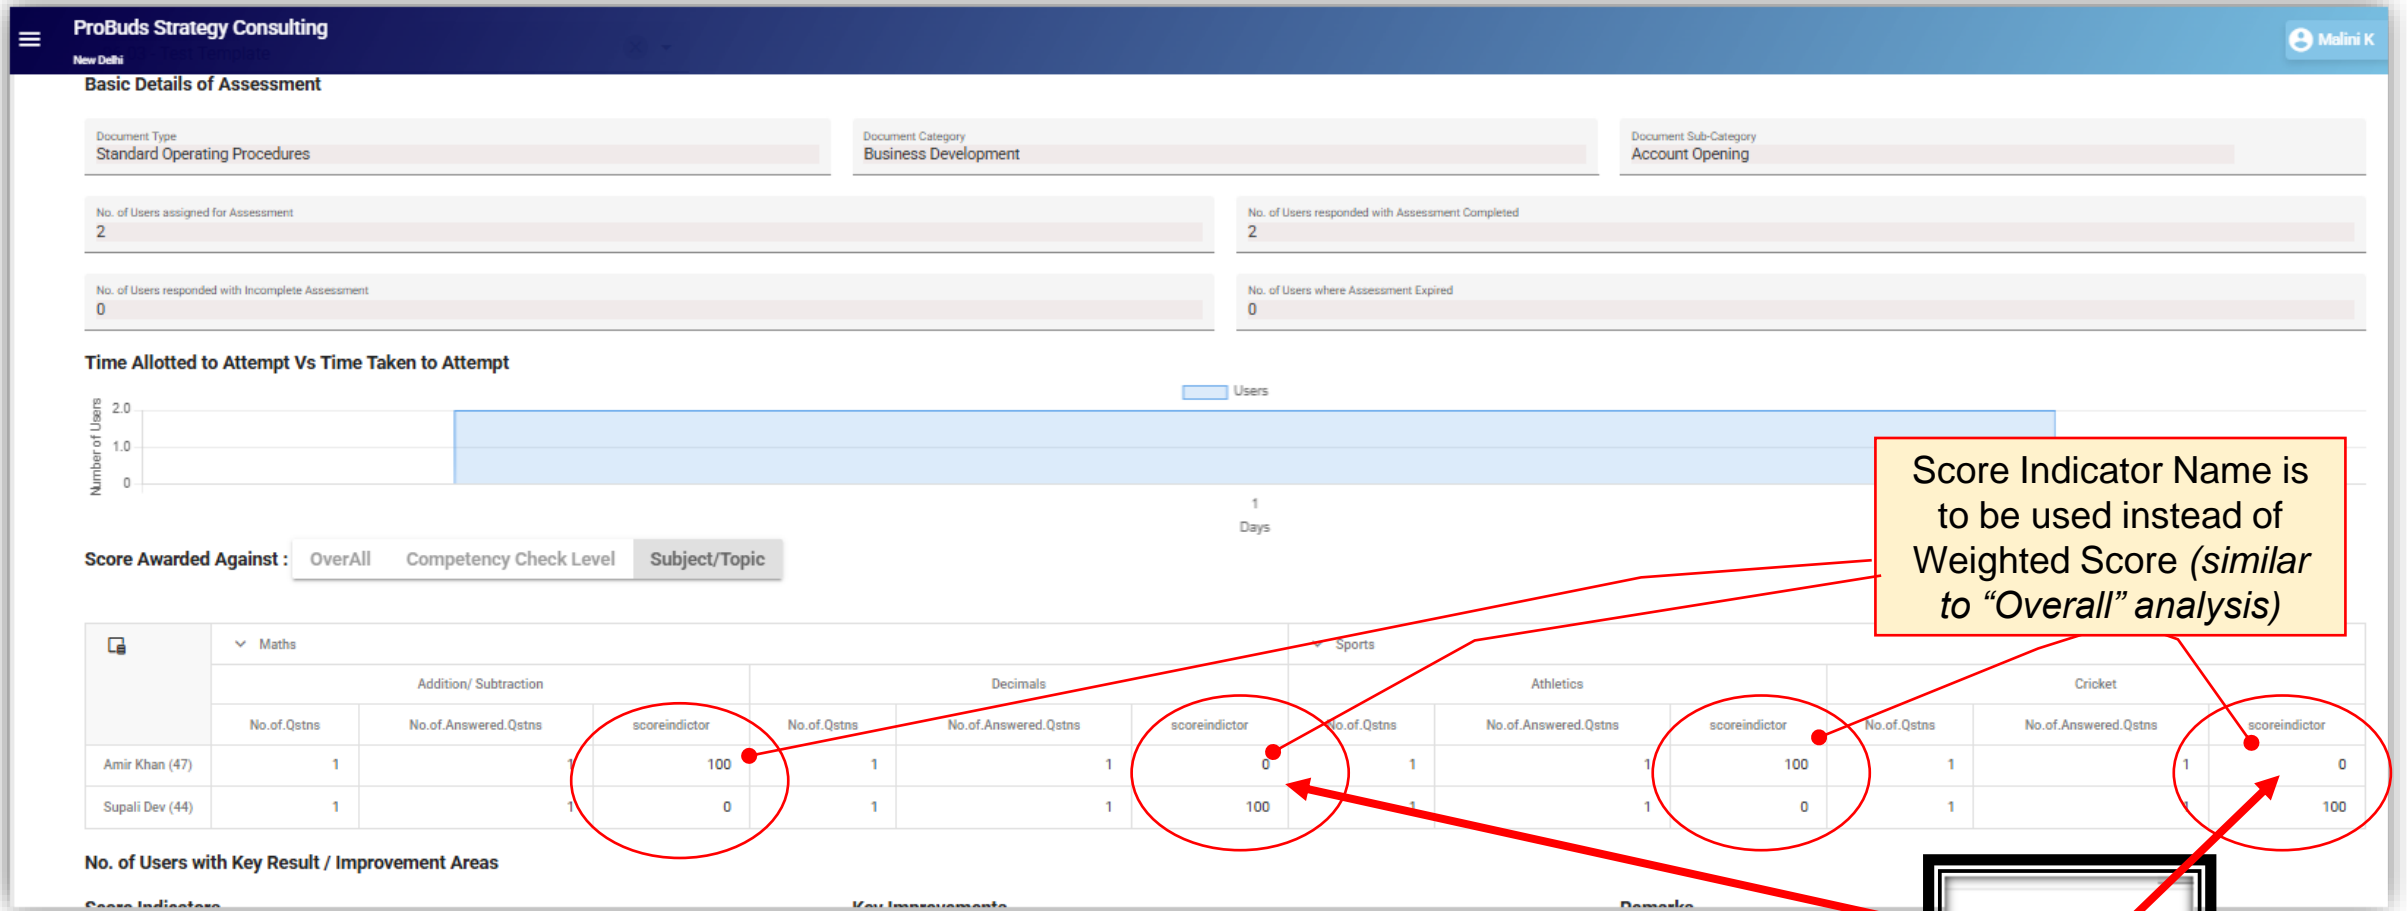 ProBuds Strategy Consulting
New Delhi
Malini K
Basic Details of Assessment
Document Type
Standard Operating Procedures
Document Category
Business Development
Document Sub-Category
Account Opening
No. of Users assigned for Assessment
2
No. of Users responded with Assessment Completed
2
No. of Users responded with Incomplete Assessment
0
No. of Users where Assessment Expired
0
Time Allotted to Attempt Vs Time Taken to Attempt
Users
Number of Users
2.0
1.0
0
1
Days
Score Indicator Name is
to be used instead of
Weighted Score (similar
to “Overall” analysis)
Score Awarded Against : OverAll Competency Check Level Subject/Topic
Maths Sports
Addition/ Subtraction Decimals Athletics Cricket
No.of.Qstns No.of.Answered.Qstns scoreindictor No.of.Qstns No.of.Answered.Qstns scoreindictor No.of.Qstns No.of.Answered.Qstns scoreindictor No.of.Qstns No.of.Answered.Qstns scoreindictor
Amir Khan (47) 1 1 100 1 1 0 1 1 100 1 1 0
Supali Dev (44) 1 1 0 1 1 100 1 1 0 1 1 100
No. of Users with Key Result / Improvement Areas
Score Indicators Key Improvements Remarks